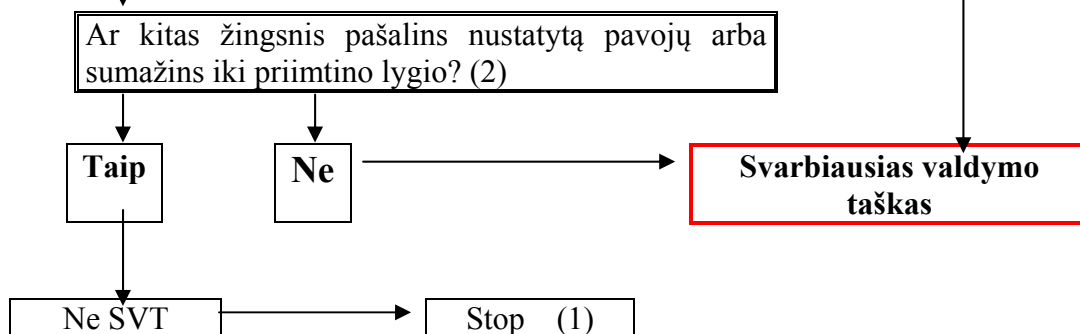 Ar kitas žingsnis pašalins nustatytą pavojų arba
sumažins iki priimtino lygio? (2)
Taip
Ne
Svarbiausias valdymo
taškas
Ne SVT
Stop (1)